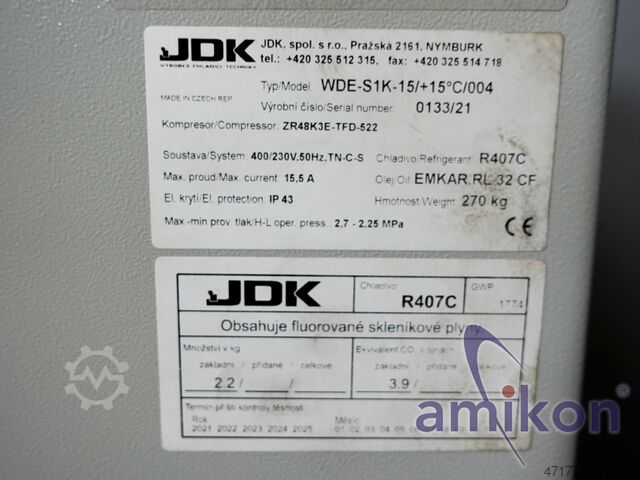 JDK
VÝROBCE CHLADICÍ TECHNIKY
JDK, spol. s r.o., Pražská 2161, NYMBURK
tel.: +420 325 512 315, fax: +420 325 514 718
Typ/Model WDE-S1K-15/+15°C/004
MADE IN CZECH REP.
Výrobní číslo/Serial number 0133/21
Kompresor/Compressor: ZR48K3E-TFD-522
Soustava/System 400/230V,50Hz,TN-C-S
Chladivo/Refrigerant R407C
Max. proud/Max. current 15,5 A
Olej/Oil EMKAR.RL 32 CF
El. krytí/El. protection IP 43
Hmotnost/Weight 270 kg
Max.-min prov. tlak/H-L oper. press. 2,7 - 2,25 MPa
CE
JDK
Chladivo
R407C
GWP
1774
Obsahuje fluorované skleníkové plyny
Množství v kg
základní / přidané / celkové
2.2 / /
Ekvivalent CO₂ v tunách
základní / přidané / celkové
3.9 / /
Termín příští kontroly těsnosti
Rok
2021 2022 2023 2024 2025
Měsíc
01 02 03 04 05
amikon